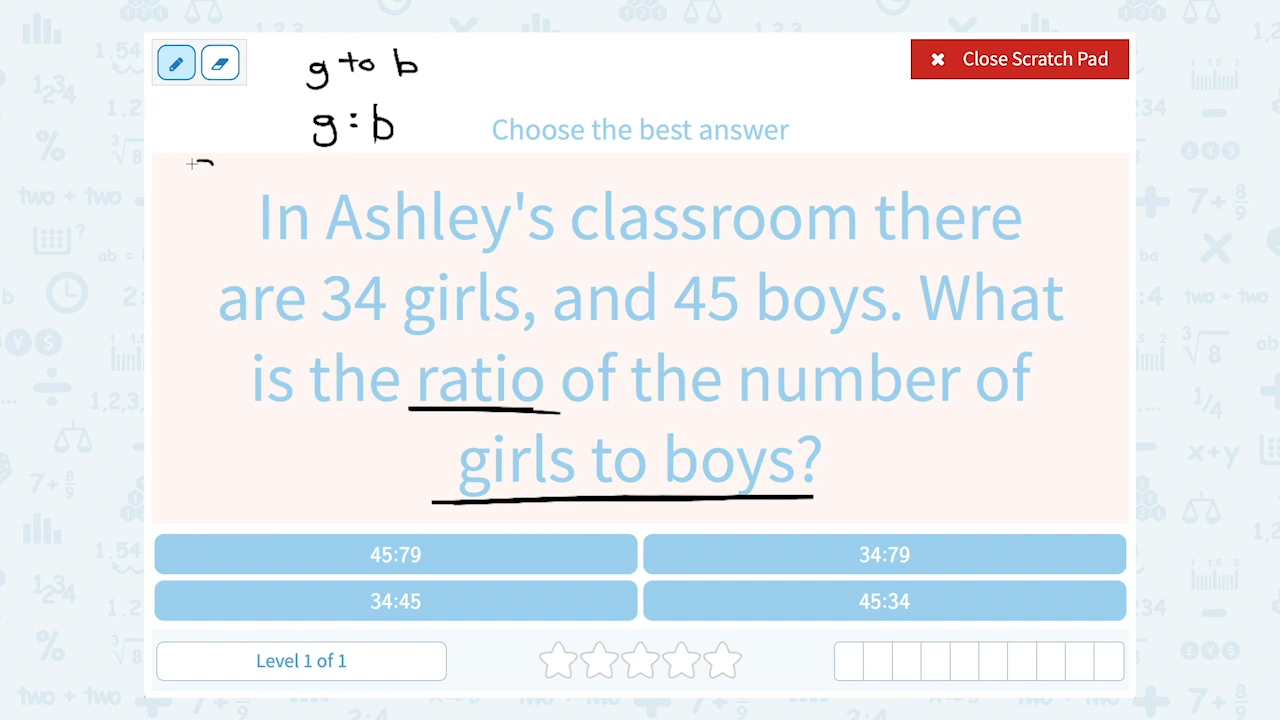 g to b
✖ Close Scratch Pad
g : b
Choose the best answer
In Ashley's classroom there
are 34 girls, and 45 boys. What
is the ratio of the number of
girls to boys?
45:79
34:79
34:45
45:34
Level 1 of 1